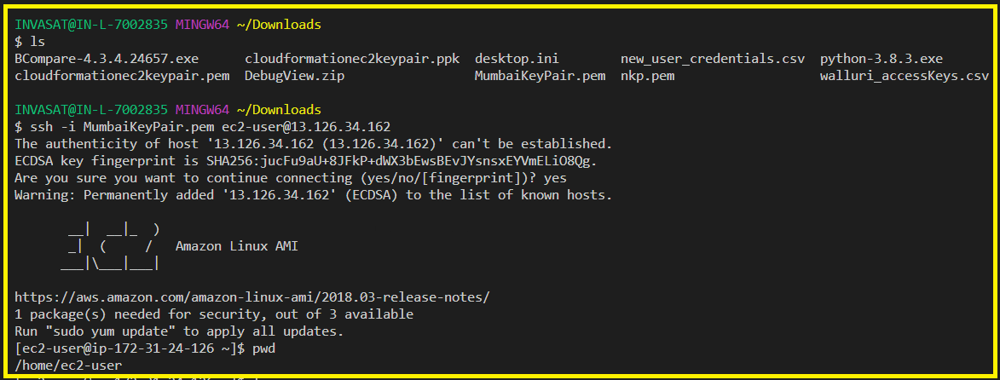 INVASAT@IN-L-7002835 MINGW64 ~/Downloads
$ ls
BCompare-4.3.4.24657.exe      cloudformationec2keypair.ppk  desktop.ini        new_user_credentials.csv  python-3.8.3.exe
cloudformationec2keypair.pem  DebugView.zip                 MumbaiKeyPair.pem  nkp.pem                   walluri_accessKeys.csv
INVASAT@IN-L-7002835 MINGW64 ~/Downloads
$ ssh -i MumbaiKeyPair.pem ec2-user@13.126.34.162
The authenticity of host '13.126.34.162 (13.126.34.162)' can't be established.
ECDSA key fingerprint is SHA256:jucFu9aU+8JFkP+dWX3bEwsBEvJYsnsxEYVmELiO8Qg.
Are you sure you want to continue connecting (yes/no/[fingerprint])? yes
Warning: Permanently added '13.126.34.162' (ECDSA) to the list of known hosts.
       __|  __|_  )
       _|  (     /   Amazon Linux AMI
      ___|\___|___|
https://aws.amazon.com/amazon-linux-ami/2018.03-release-notes/
1 package(s) needed for security, out of 3 available
Run "sudo yum update" to apply all updates.
[ec2-user@ip-172-31-24-126 ~]$ pwd
/home/ec2-user